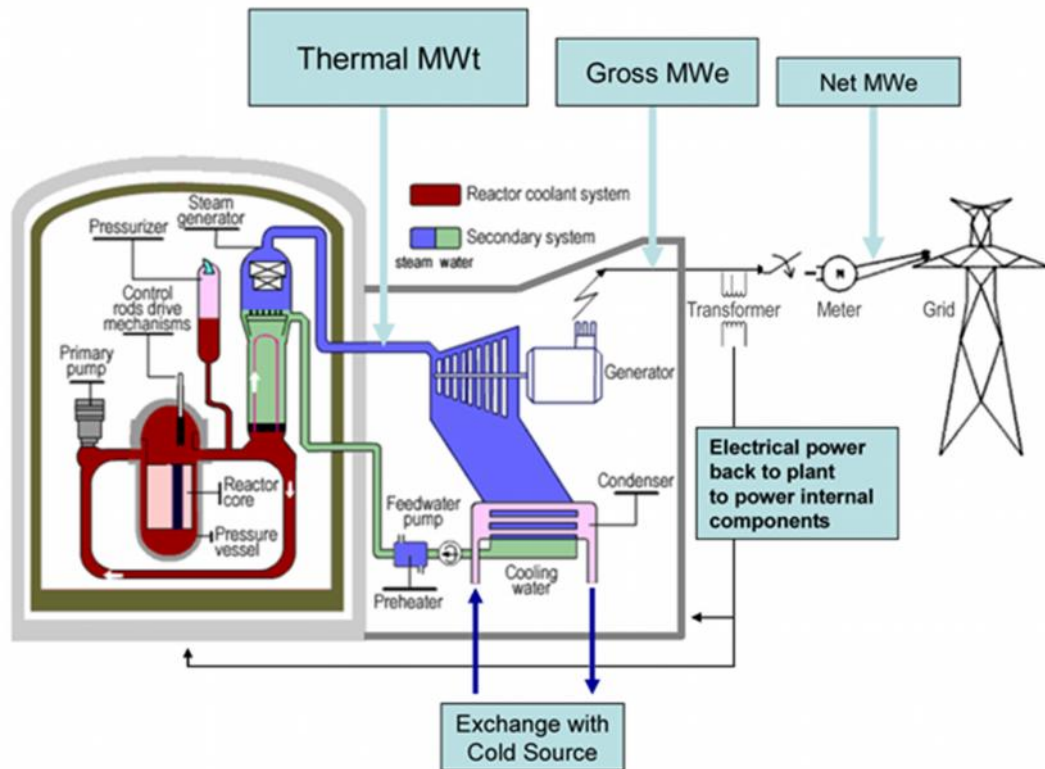 Thermal MWt
Gross MWe
Net MWe
Reactor coolant system
Secondary system
steam water
Steam
generator
Pressurizer
Control
rods drive
mechanisms
Primary
pump
Reactor
core
Pressure
vessel
Feedwater
pump
Preheater
Cooling
water
Condenser
Generator
Transformer
Meter
Grid
Electrical power
back to plant
to power internal
components
Exchange with
Cold Source